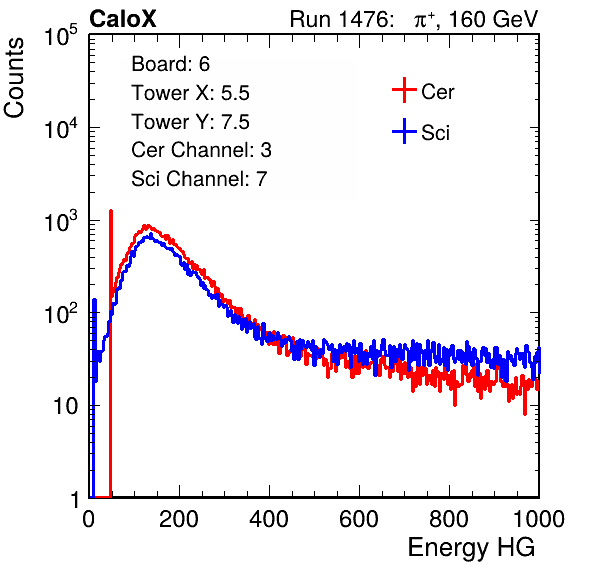 CaloX Run 1476: π⁺, 160 GeV
Counts
10⁵
10⁴
10³
10²
10
1
Board: 6
Tower X: 5.5
Tower Y: 7.5
Cer Channel: 3
Sci Channel: 7
Cer
Sci
0 200 400 600 800 1000
Energy HG